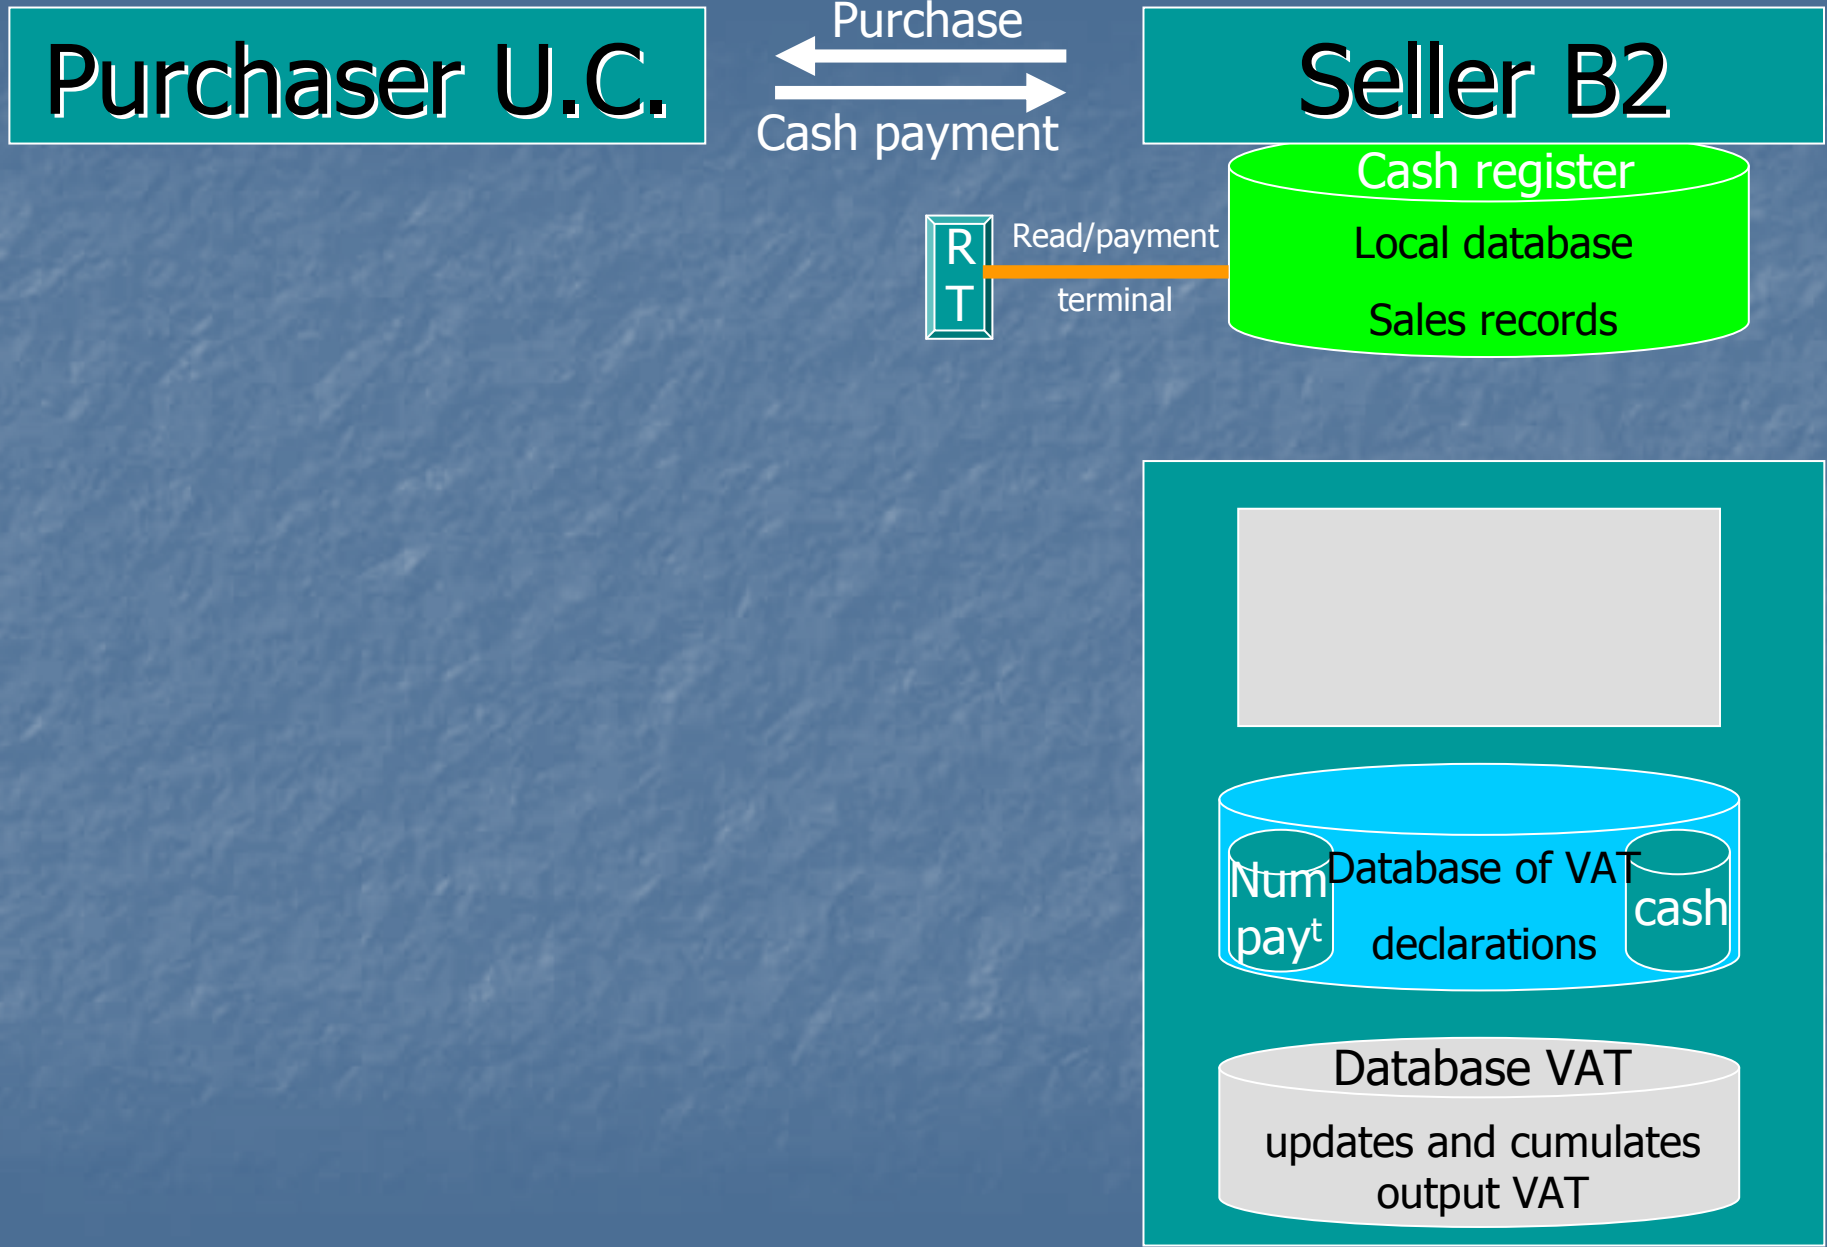 Purchaser U.C.
Purchase
Cash payment
Seller B2
Cash register
Local database
Sales records
R
T
Read/payment
terminal
Num
payt
Database of VAT
declarations
cash
Database VAT
updates and cumulates
output VAT